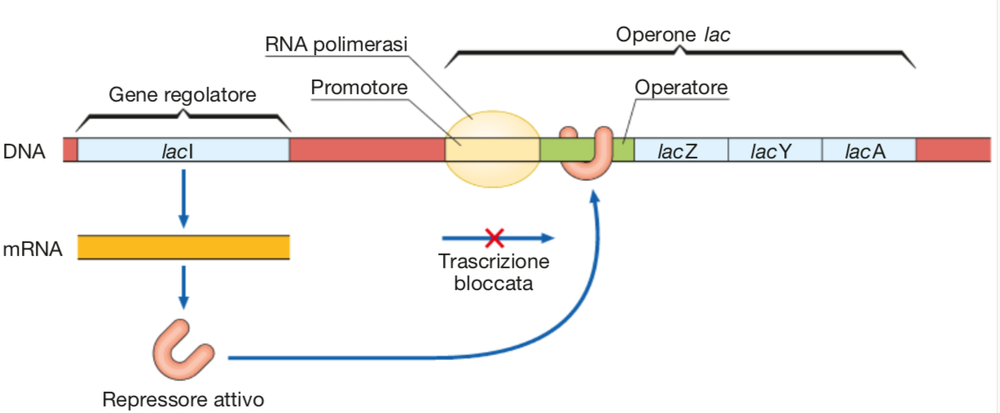 Operone lac
RNA polimerasi
Promotore
Operatore
Gene regolatore
DNA
lacI
lacZ
lacY
lacA
mRNA
Trascrizione
bloccata
Repressore attivo